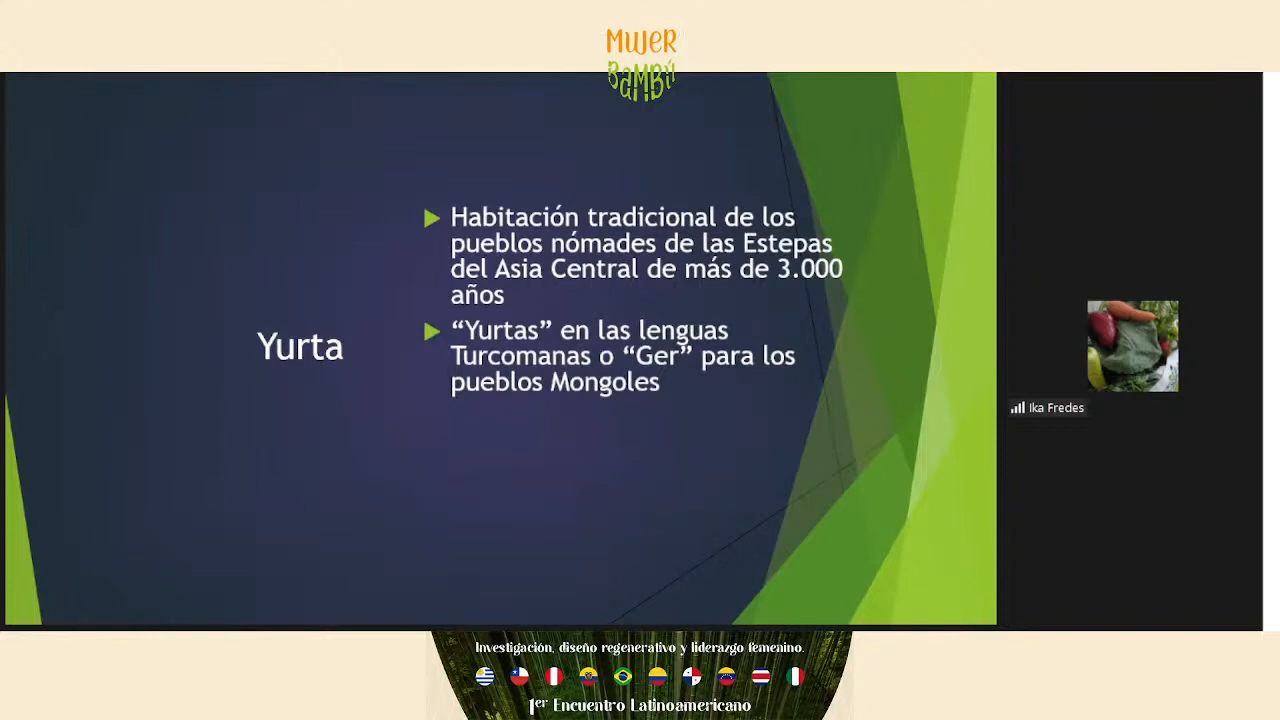 MUJER
BAMBÚ
Habitación tradicional de los
pueblos nómades de las Estepas
del Asia Central de más de 3.000
años
“Yurtas” en las lenguas
Turcomanas o “Ger” para los
pueblos Mongoles
Yurta
Ika Fredes
Investigación, diseño regenerativo y liderazgo femenino.
1er Encuentro Latinoamericano